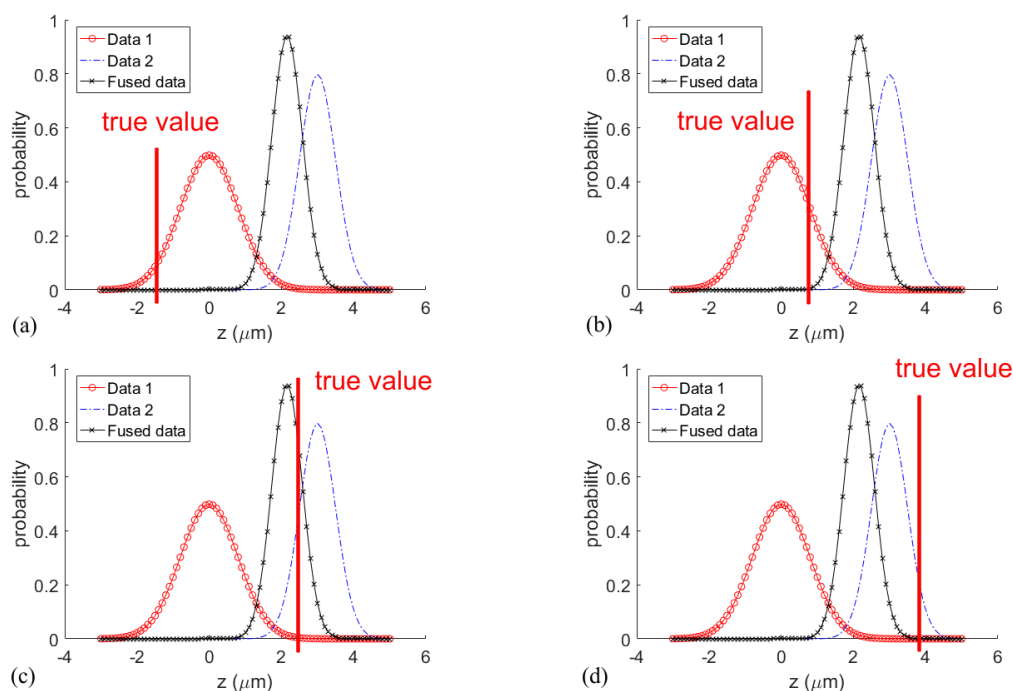 1
0.8
0.6
0.4
0.2
0
probability
Data 1
Data 2
Fused data
true value
-4
-2
0
2
4
6
z (μm)
(a)
1
0.8
0.6
0.4
0.2
0
probability
Data 1
Data 2
Fused data
true value
-4
-2
0
2
4
6
z (μm)
(b)
1
0.8
0.6
0.4
0.2
0
probability
Data 1
Data 2
Fused data
true value
-4
-2
0
2
4
6
z (μm)
(c)
1
0.8
0.6
0.4
0.2
0
probability
Data 1
Data 2
Fused data
true value
-4
-2
0
2
4
6
z (μm)
(d)